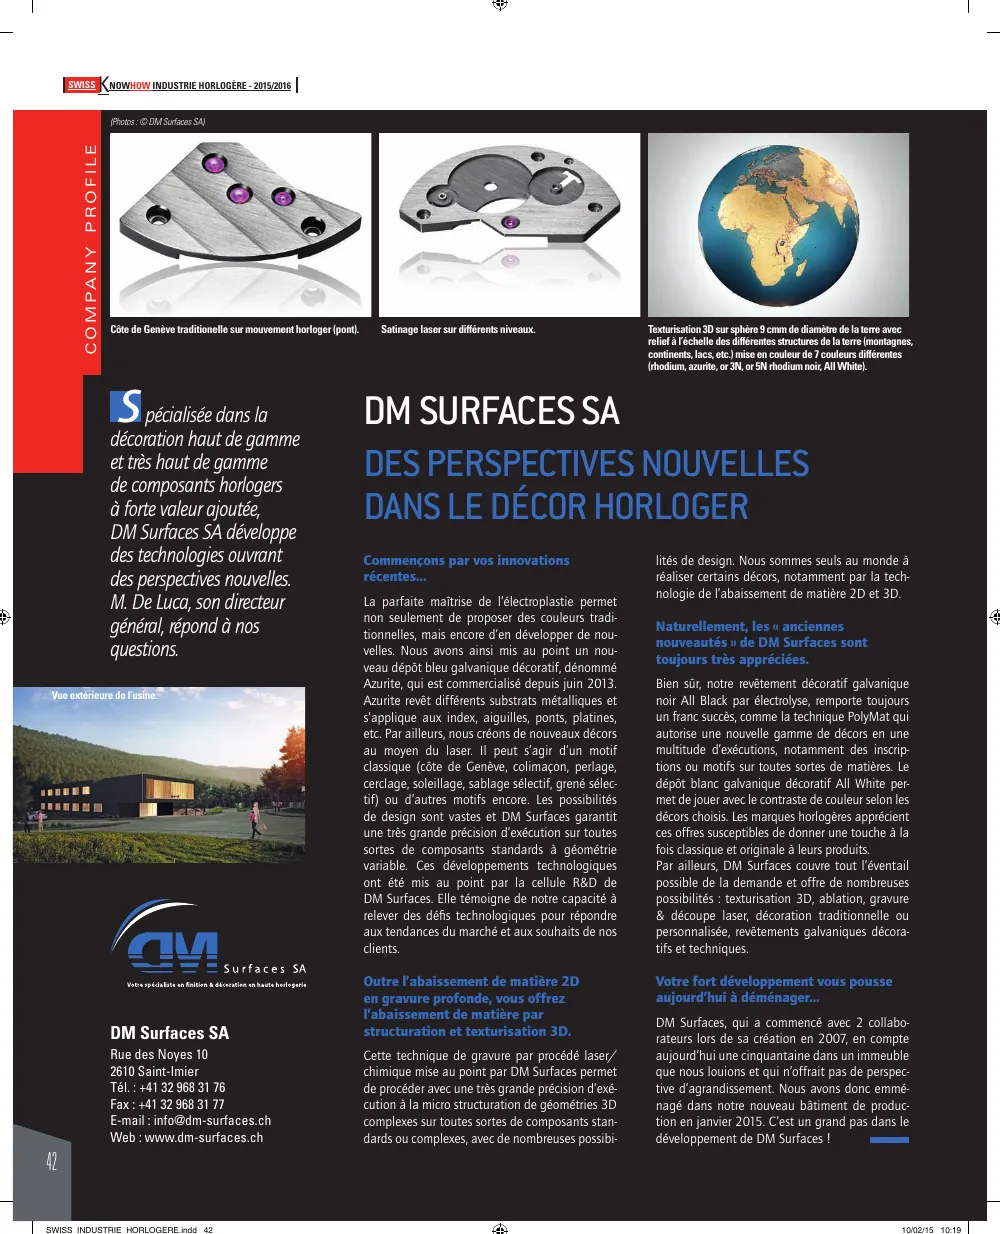 SWISS KNOWHOW INDUSTRIE HORLOGÈRE - 2015/2016
COMPANY PROFILE
(Photos : © DM Surfaces SA)
Côte de Genève traditionelle sur mouvement horloger (pont).
Satinage laser sur différents niveaux.
Texturisation 3D sur sphère 9 cmm de diamètre de la terre avec
relief à l'échelle des différentes structures de la terre (montagnes,
continents, lacs, etc.) mise en couleur de 7 couleurs différentes
(rhodium, azurite, or 3N, or 5N rhodium noir, All White).
Spécialisée dans la
décoration haut de gamme
et très haut de gamme
de composants horlogers
à forte valeur ajoutée,
DM Surfaces SA développe
des technologies ouvrant
des perspectives nouvelles.
M. De Luca, son directeur
général, répond à nos
questions.
Vue extérieure de l'usine.
DM Surfaces SA
Votre spécialiste en finition & décoration en haute horlogerie
DM Surfaces SA
Rue des Noyes 10
2610 Saint-Imier
Tél. : +41 32 968 31 76
Fax : +41 32 968 31 77
E-mail : info@dm-surfaces.ch
Web : www.dm-surfaces.ch
DM SURFACES SA
DES PERSPECTIVES NOUVELLES
DANS LE DÉCOR HORLOGER
Commençons par vos innovations
récentes...
La parfaite maîtrise de l'électroplastie permet
non seulement de proposer des couleurs tradi-
tionnelles, mais encore d'en développer de nou-
velles. Nous avons ainsi mis au point un nou-
veau dépôt bleu galvanique décoratif, dénommé
Azurite, qui est commercialisé depuis juin 2013.
Azurite revêt différents substrats métalliques et
s'applique aux index, aiguilles, ponts, platines,
etc. Par ailleurs, nous créons de nouveaux décors
au moyen du laser. Il peut s'agir d'un motif
classique (côte de Genève, colimaçon, perlage,
cerclage, soleillage, sablage sélectif, grené sélec-
tif) ou d'autres motifs encore. Les possibilités
de design sont vastes et DM Surfaces garantit
une très grande précision d'exécution sur toutes
sortes de composants standards à géométrie
variable. Ces développements technologiques
ont été mis au point par la cellule R&D de
DM Surfaces. Elle témoigne de notre capacité à
relever des défis technologiques pour répondre
aux tendances du marché et aux souhaits de nos
clients.
Outre l'abaissement de matière 2D
en gravure profonde, vous offrez
l'abaissement de matière par
structuration et texturisation 3D.
Cette technique de gravure par procédé laser/
chimique mise au point par DM Surfaces permet
de procéder avec une très grande précision d'exé-
cution à la micro structuration de géométries 3D
complexes sur toutes sortes de composants stan-
dards ou complexes, avec de nombreuses possibi-
lités de design. Nous sommes seuls au monde à
réaliser certains décors, notamment par la tech-
nologie de l'abaissement de matière 2D et 3D.
Naturellement, les « anciennes
nouveautés » de DM Surfaces sont
toujours très appréciées.
Bien sûr, notre revêtement décoratif galvanique
noir All Black par électrolyse, remporte toujours
un franc succès, comme la technique PolyMat qui
autorise une nouvelle gamme de décors en une
multitude d'exécutions, notamment des inscrip-
tions ou motifs sur toutes sortes de matières. Le
dépôt blanc galvanique décoratif All White per-
met de jouer avec le contraste de couleur selon les
décors choisis. Les marques horlogères apprécient
ces offres susceptibles de donner une touche à la
fois classique et originale à leurs produits.
Par ailleurs, DM Surfaces couvre tout l'éventail
possible de la demande et offre de nombreuses
possibilités : texturisation 3D, ablation, gravure
& découpe laser, décoration traditionnelle ou
personnalisée, revêtements galvaniques décora-
tifs et techniques.
Votre fort développement vous pousse
aujourd'hui à déménager...
DM Surfaces, qui a commencé avec 2 collabo-
rateurs lors de sa création en 2007, en compte
aujourd'hui une cinquantaine dans un immeuble
que nous louions et qui n'offrait pas de perspec-
tive d'agrandissement. Nous avons donc emmé-
nagé dans notre nouveau bâtiment de produc-
tion en janvier 2015. C'est un grand pas dans le
développement de DM Surfaces !
42
SWISS_INDUSTRIE_HORLOGERE.indd 42
10/02/15 10:19